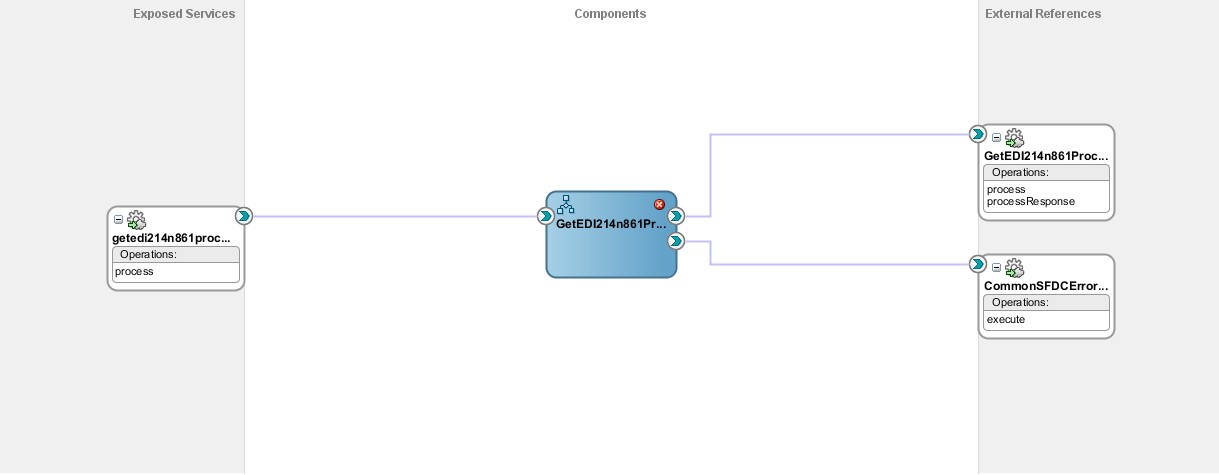 Exposed Services
Components
External References
getedi214n861proc...
Operations:
process
GetEDI214n861Pr...
GetEDI214n861Proc...
Operations:
process
processResponse
CommonSFDCError...
Operations:
execute